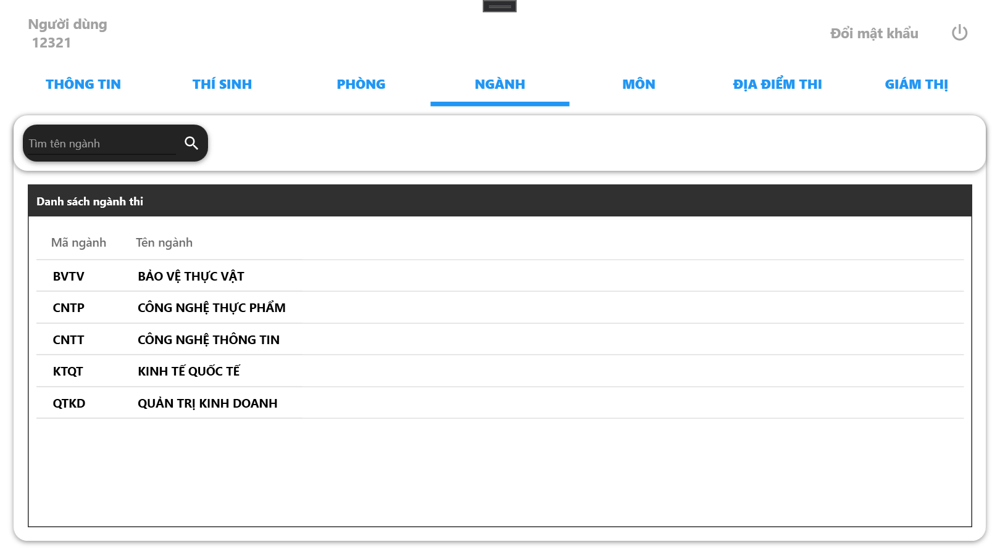 Người dùng
12321
Đổi mật khẩu
THÔNG TIN
THÍ SINH
PHÒNG
NGÀNH
MÔN
ĐỊA ĐIỂM THI
GIÁM THỊ
Tìm tên ngành
Danh sách ngành thi
Mã ngành Tên ngành
BVTV BẢO VỆ THỰC VẬT
CNTP CÔNG NGHỆ THỰC PHẨM
CNTT CÔNG NGHỆ THÔNG TIN
KTQT KINH TẾ QUỐC TẾ
QTKD QUẢN TRỊ KINH DOANH